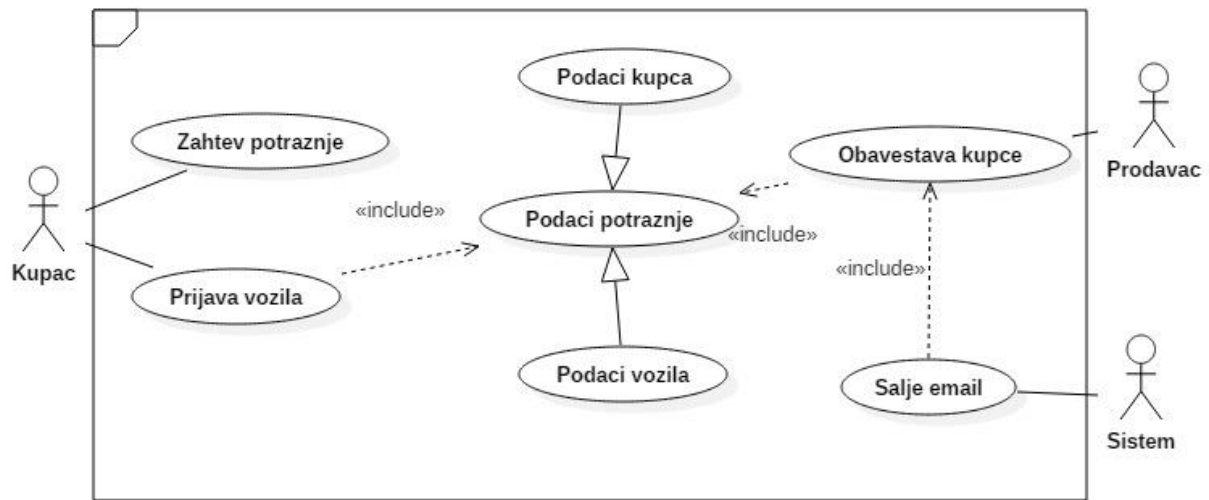 Podaci kupca
Zahtev potraznje
Obavestava kupce
Prodavac
«include»
Podaci potraznje
«include»
Kupac
«include»
Prijava vozila
Podaci vozila
Salje email
Sistem